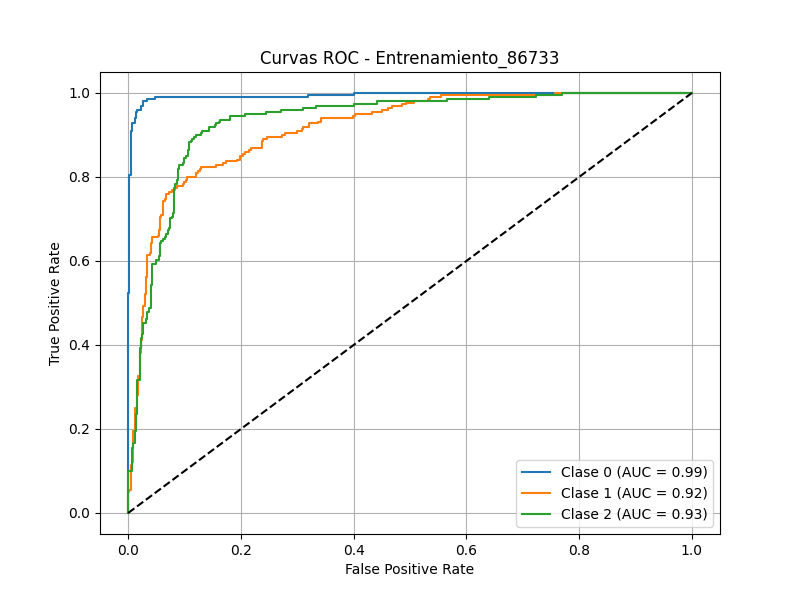 Curvas ROC - Entrenamiento_86733
1.0
0.8
0.6
0.4
0.2
0.0
True Positive Rate
0.0 0.2 0.4 0.6 0.8 1.0
False Positive Rate
Clase 0 (AUC = 0.99)
Clase 1 (AUC = 0.92)
Clase 2 (AUC = 0.93)